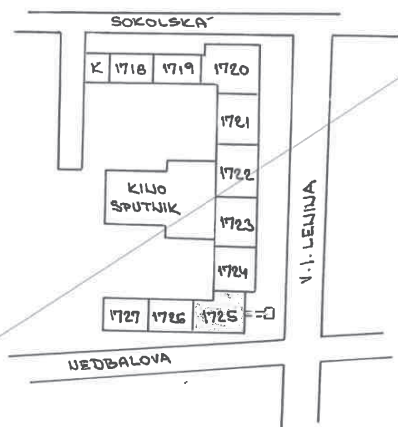 SOKOLSKÁ
K 1718 1719 1720
1721
1722
KINO
SPUTNIK
1723
1724
V. I. LENINA
1727 1726 1725
NEDBALOVA